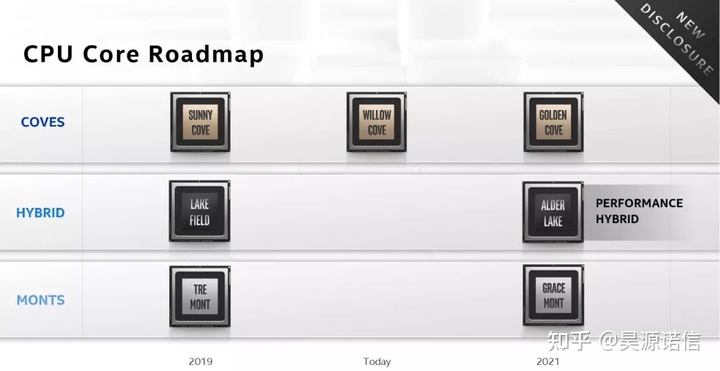 NEW
DISCLOSURE
CPU Core Roadmap
COVES
SUNNY
COVE
WILLOW
COVE
GOLDEN
COVE
HYBRID
LAKE
FIELD
ALDER
LAKE
PERFORMANCE
HYBRID
MONTS
TRE
MONT
GRACE
MONT
知乎 @昊源诺信
2019
Today
2021